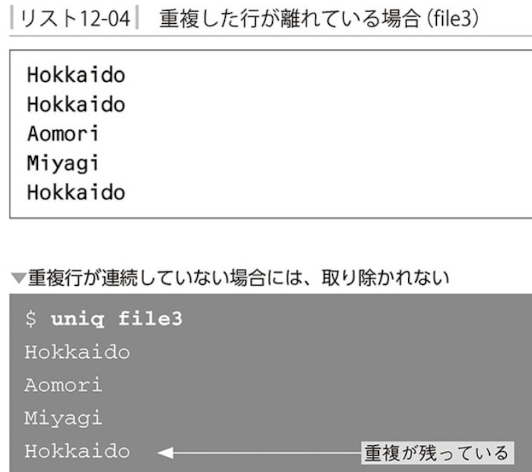 リスト12-04 重複した行が離れている場合（file3）
Hokkaido
Hokkaido
Aomori
Miyagi
Hokkaido
▼重複行が連続していない場合には、取り除かれない
$ uniq file3
Hokkaido
Aomori
Miyagi
Hokkaido 重複が残っている